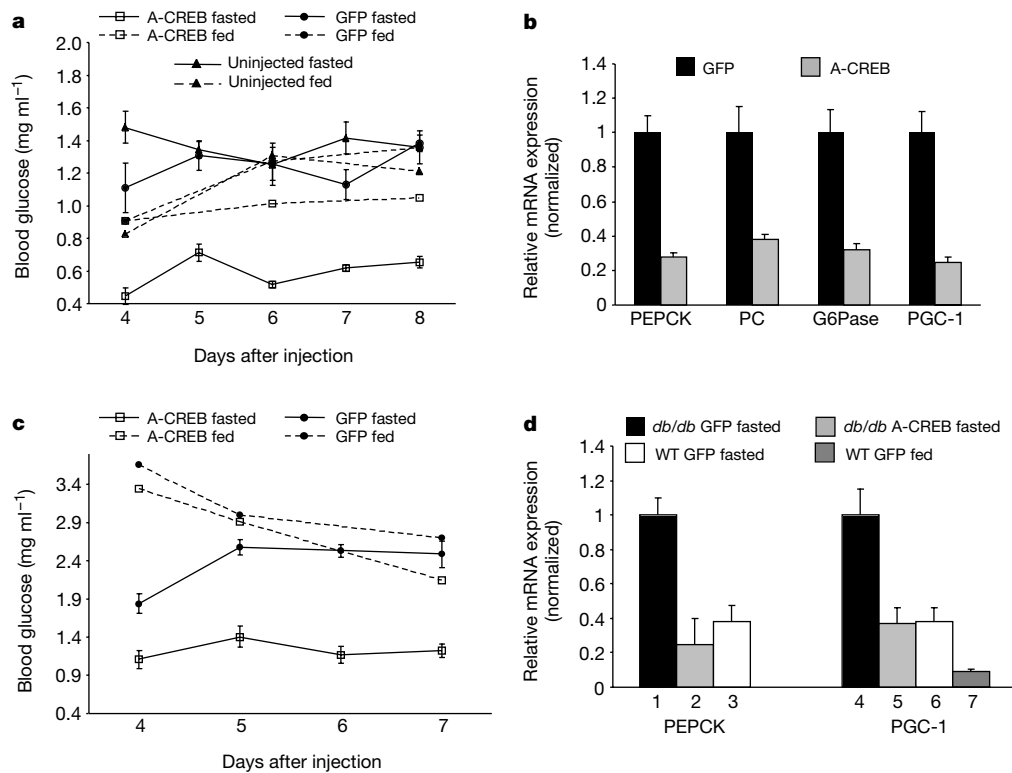 a
A-CREB fasted GFP fasted
A-CREB fed GFP fed
Uninjected fasted
Uninjected fed
2.0
1.8
1.6
1.4
1.2
1.0
0.8
0.6
0.4
Blood glucose (mg ml⁻¹)
4 5 6 7 8
Days after injection
b
GFP A-CREB
1.4
1.2
1
0.8
0.6
0.4
0.2
0
Relative mRNA expression
(normalized)
PEPCK PC G6Pase PGC-1
c
A-CREB fasted GFP fasted
A-CREB fed GFP fed
3.4
2.9
2.4
1.9
1.4
0.9
0.4
Blood glucose (mg ml⁻¹)
4 5 6 7
Days after injection
d
db/db GFP fasted db/db A-CREB fasted
WT GFP fasted WT GFP fed
1.4
1.2
1
0.8
0.6
0.4
0.2
0
Relative mRNA expression
(normalized)
1 2 3 4 5 6 7
PEPCK PGC-1